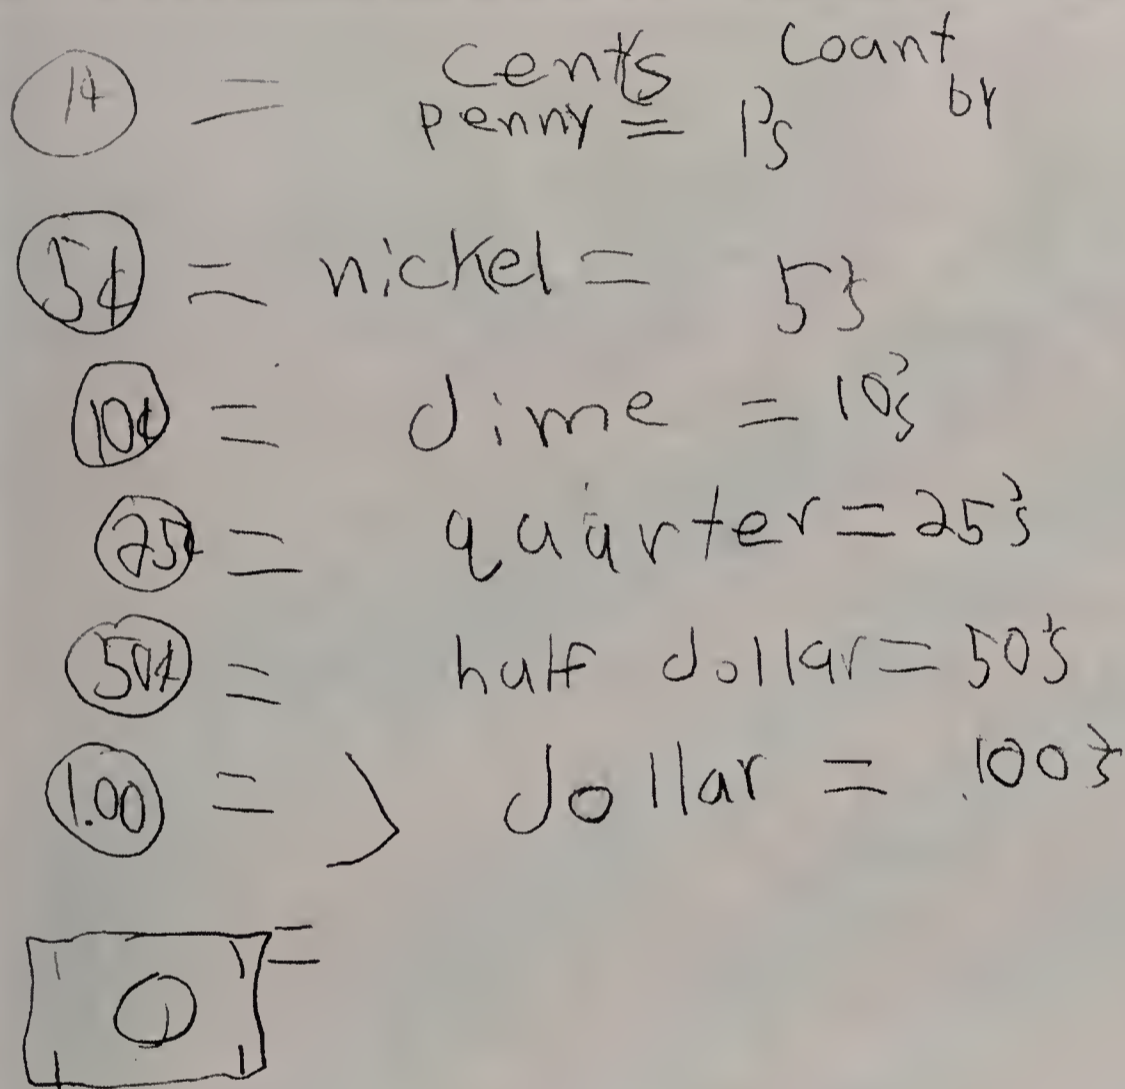 cents count
1¢ = penny = 1's by
5¢ = nickel = 5's
10¢ = dime = 10's
25¢ = quarter = 25's
50¢ = half dollar = 50's
1.00 = dollar = 100's
1 =